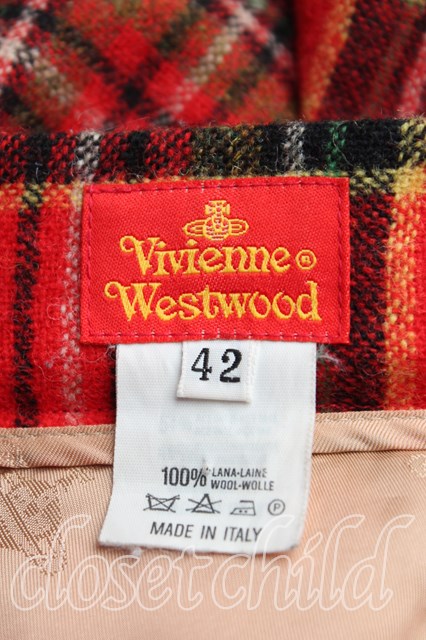 Vivienne ®
Westwood
42
100% LANA-LAINE
WOOL-WOLLE
P
MADE IN ITALY
closet child